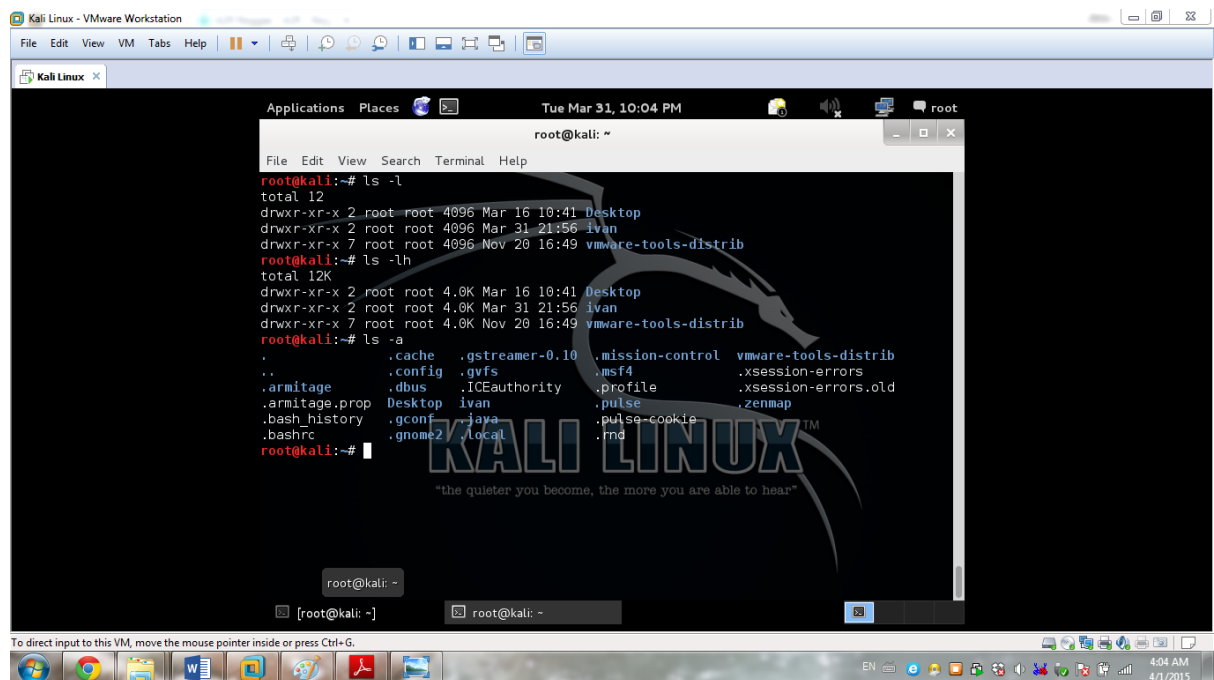 Kali Linux - VMware Workstation
File Edit View VM Tabs Help
Kali Linux
Applications Places Tue Mar 31, 10:04 PM root
root@kali: ~
File Edit View Search Terminal Help
root@kali:~# ls -l
total 12
drwxr-xr-x 2 root root 4096 Mar 16 10:41 Desktop
drwxr-xr-x 2 root root 4096 Mar 31 21:56 ivan
drwxr-xr-x 7 root root 4096 Nov 20 16:49 vmware-tools-distrib
root@kali:~# ls -lh
total 12K
drwxr-xr-x 2 root root 4.0K Mar 16 10:41 Desktop
drwxr-xr-x 2 root root 4.0K Mar 31 21:56 ivan
drwxr-xr-x 7 root root 4.0K Nov 20 16:49 vmware-tools-distrib
root@kali:~# ls -a
. .cache .gstreamer-0.10 .mission-control vmware-tools-distrib
.. .config .gvfs .msf4 .xsession-errors
.armitage .dbus .ICEauthority .profile .xsession-errors.old
.armitage.prop Desktop ivan .pulse .zenmap
.bash_history .gconf .java .pulse-cookie
.bashrc .gnome2 .local .rnd
root@kali:~#
KALI LINUX TM
"the quieter you become, the more you are able to hear"
root@kali: ~
[root@kali: ~] root@kali: ~
To direct input to this VM, move the mouse pointer inside or press Ctrl+G.
EN 4:04 AM
4/1/2015